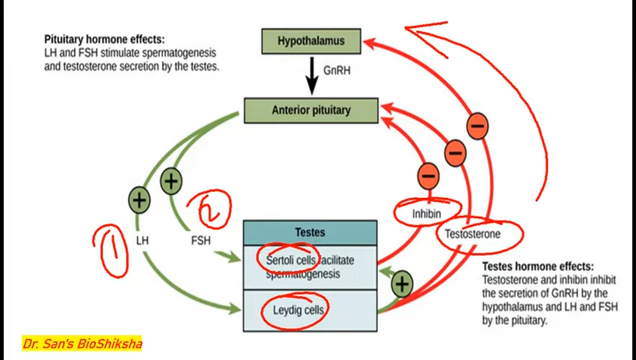 Pituitary hormone effects:
LH and FSH stimulate spermatogenesis
and testosterone secretion by the testes.
Hypothalamus
GnRH
Anterior pituitary
+
+
−
−
−
1
LH
2
FSH
Inhibin
Testosterone
Testes
Sertoli cells facilitate
spermatogenesis
+
Leydig cells
Testes hormone effects:
Testosterone and inhibin inhibit
the secretion of GnRH by the
hypothalamus and LH and FSH
by the pituitary.
Dr. San's BioShiksha